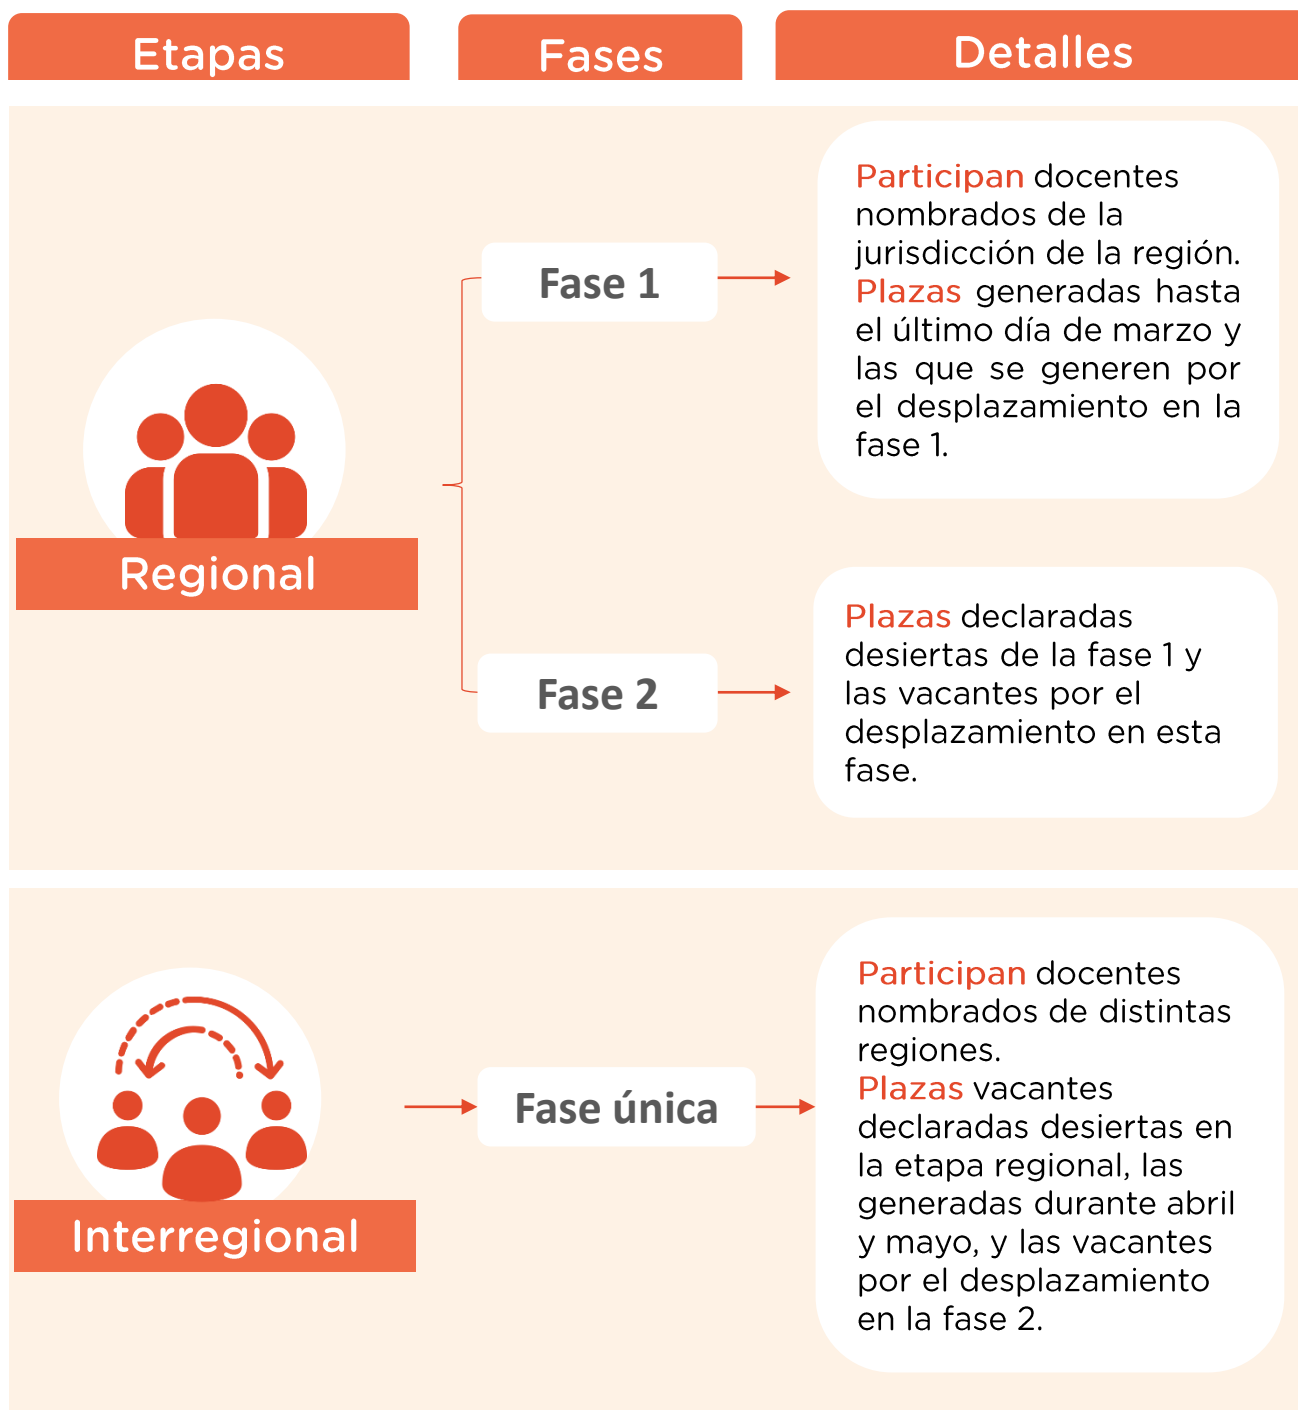 Etapas
Fases
Detalles
Regional
Fase 1
Participan docentes
nombrados de la
jurisdicción de la región.
Plazas generadas hasta
el último día de marzo y
las que se generen por
el desplazamiento en la
fase 1.
Fase 2
Plazas declaradas
desiertas de la fase 1 y
las vacantes por el
desplazamiento en esta
fase.
Interregional
Fase única
Participan docentes
nombrados de distintas
regiones.
Plazas vacantes
declaradas desiertas en
la etapa regional, las
generadas durante abril
y mayo, y las vacantes
por el desplazamiento
en la fase 2.